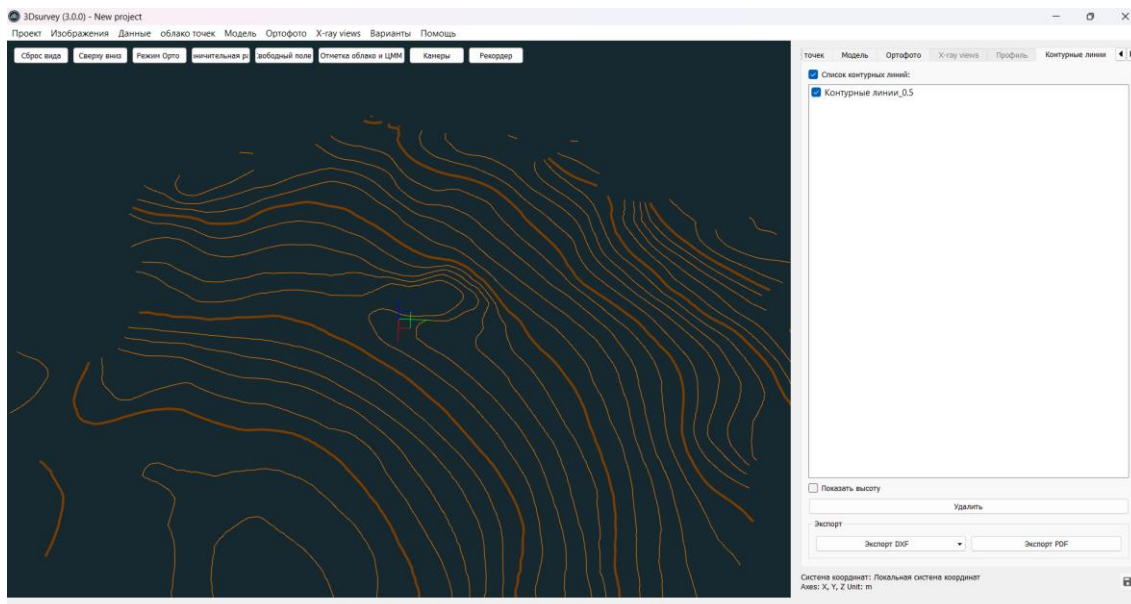 3Dsurvey (3.0.0) - New project
Проект Изображения Данные облако точек Модель Ортофото X-ray views Варианты Помощь
Сброс вида Сверху вниз Режим Орто значительная ра Свободный поле Отметка облако и ЦММ Камеры Рекордер
точек Модель Ортофото X-ray views Профиль Контурные линии
Список контурных линий:
Контурные линии_0.5
Показать высоту
Удалить
Экспорт
Экспорт DXF Экспорт PDF
Система координат: Локальная система координат
Axes: X, Y, Z Unit: m